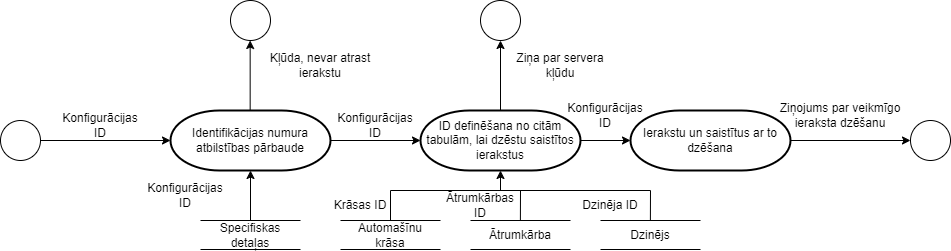 Kļūda, nevar atrast
ierakstu
Ziņa par servera
kļūdu
Konfigurācijas
ID
Identifikācijas numura
atbilstības pārbaude
Konfigurācijas
ID
ID definēšana no citām
tabulām, lai dzēstu saistītos
ierakstus
Konfigurācijas
ID
Ierakstu un saistītus ar to
dzēšana
Ziņojums par veikmīgo
ieraksta dzēšanu
Konfigurācijas
ID
Specifiskas
detaļas
Krāsas ID
Automašīnu
krāsa
Ātrumkārbas
ID
Ātrumkārba
Dzinēja ID
Dzinējs